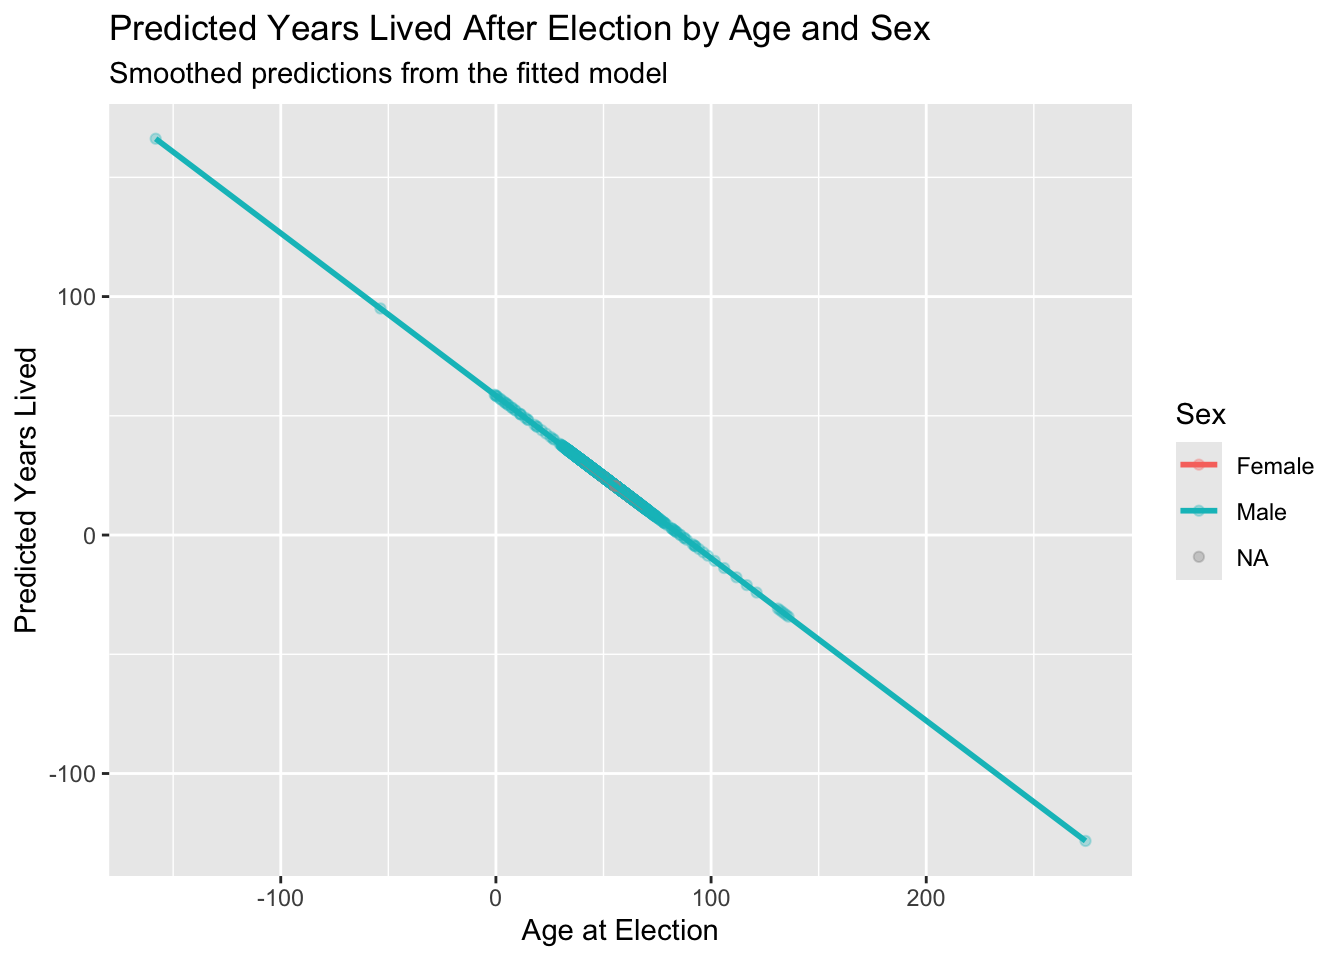 Predicted Years Lived After Election by Age and Sex
Smoothed predictions from the fitted model
Predicted Years Lived
100
0
-100
-100
0
100
200
Age at Election
Sex
Female
Male
NA